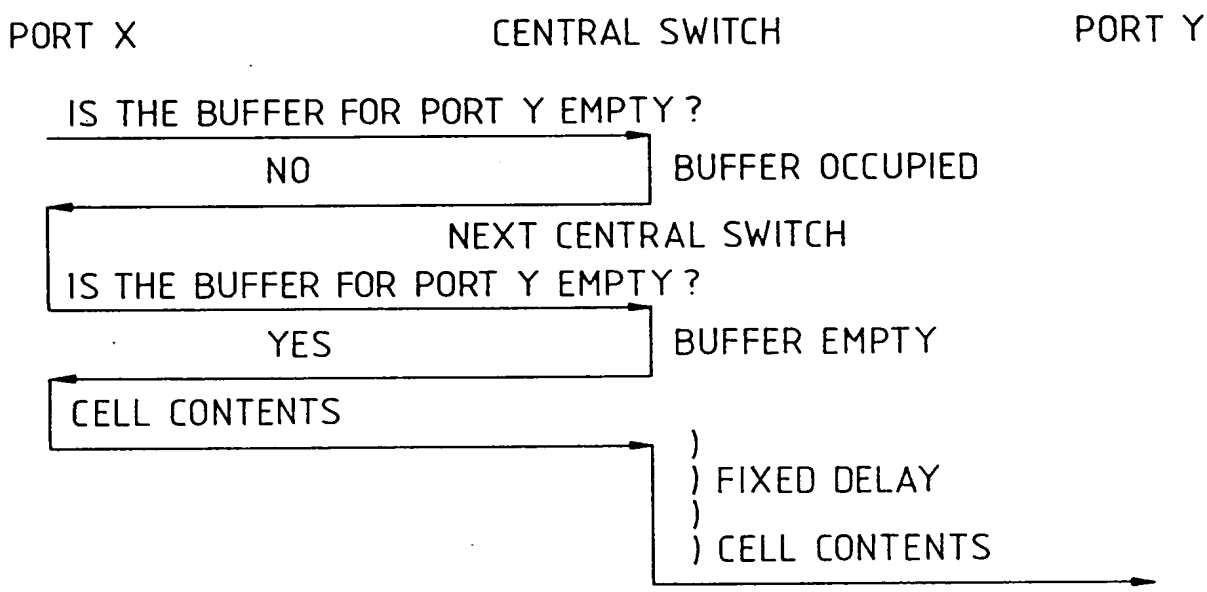 PORT X CENTRAL SWITCH PORT Y
IS THE BUFFER FOR PORT Y EMPTY?
NO BUFFER OCCUPIED
NEXT CENTRAL SWITCH
IS THE BUFFER FOR PORT Y EMPTY?
YES BUFFER EMPTY
CELL CONTENTS
)
) FIXED DELAY
)
) CELL CONTENTS